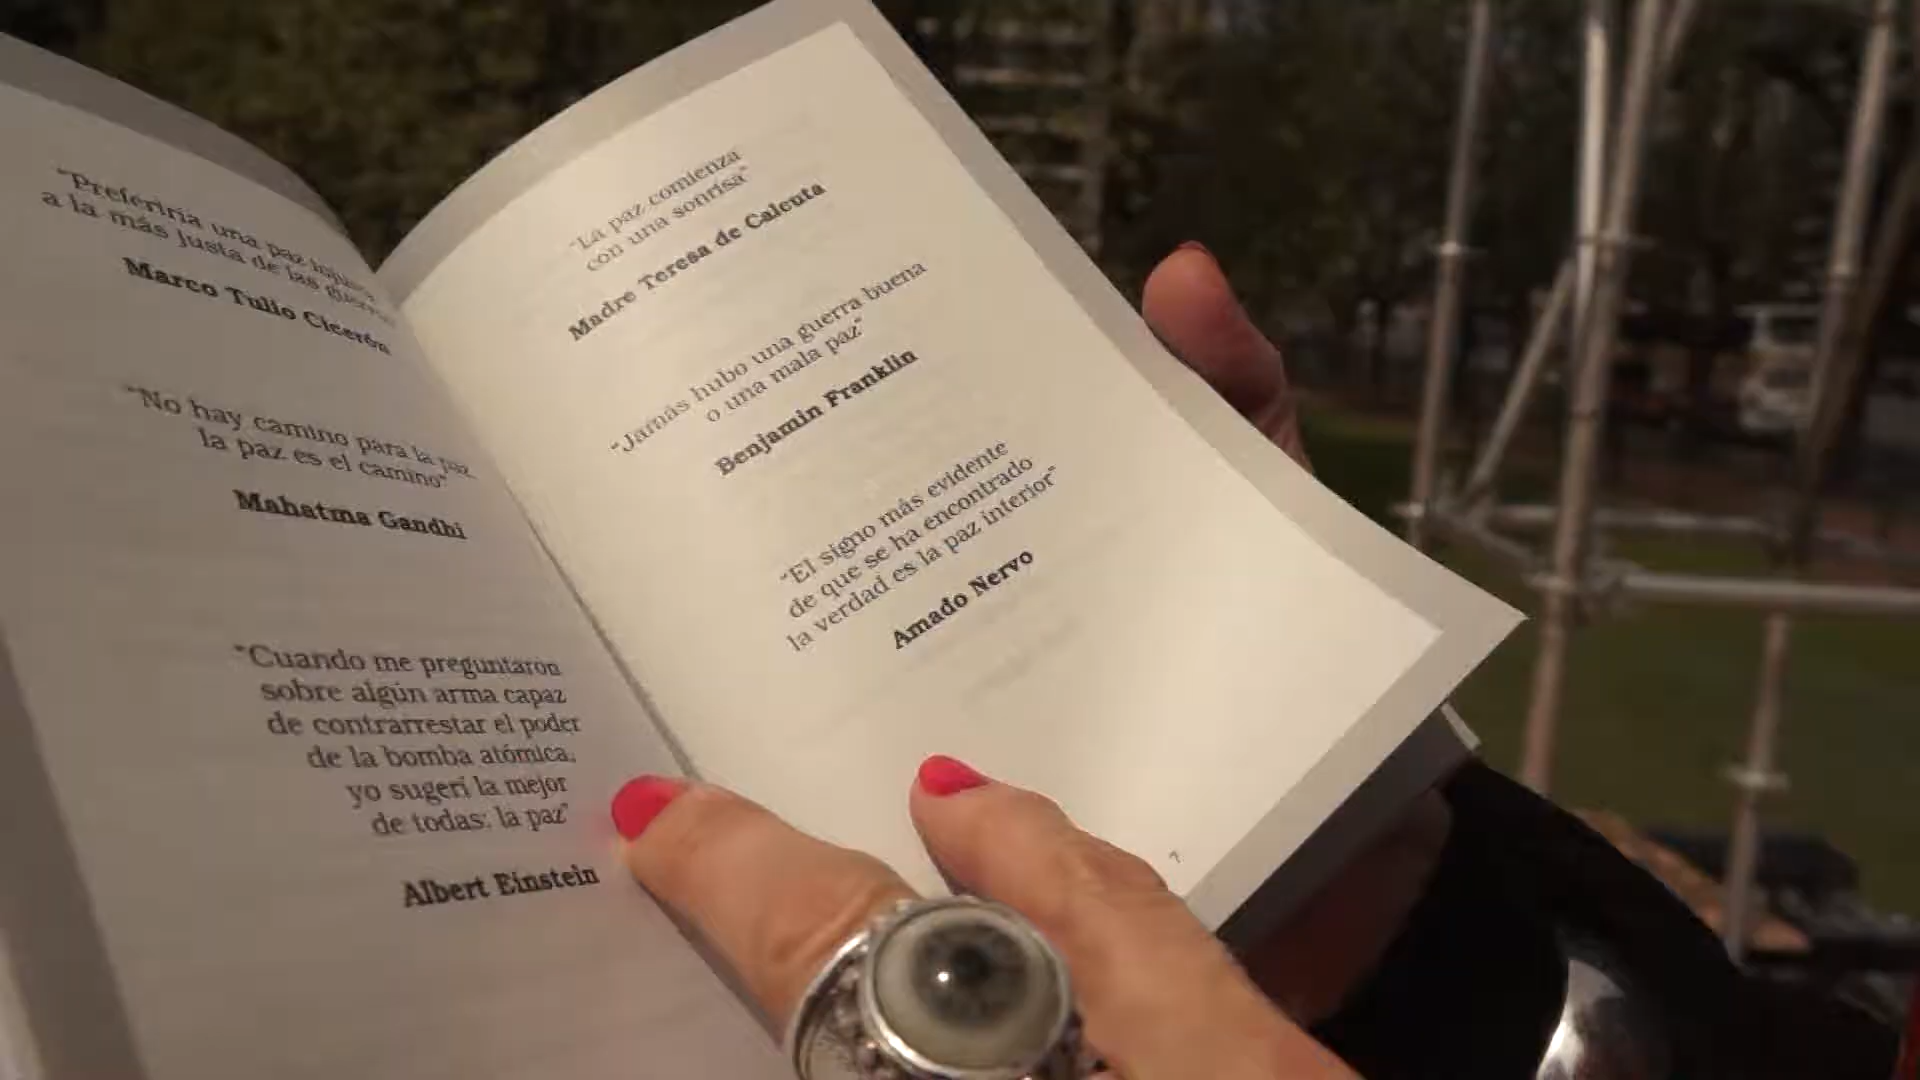 "Preferiría una paz injusta
a la más justa de las guerras"
Marco Tulio Cicerón
"No hay camino para la paz,
la paz es el camino"
Mahatma Gandhi
"Cuando me preguntaron
sobre algún arma capaz
de contrarrestar el poder
de la bomba atómica,
yo sugerí la mejor
de todas: la paz"
Albert Einstein
"La paz comienza
con una sonrisa"
Madre Teresa de Calcuta
"Jamás hubo una guerra buena
o una mala paz"
Benjamin Franklin
"El signo más evidente
de que se ha encontrado
la verdad es la paz interior"
Amado Nervo
7